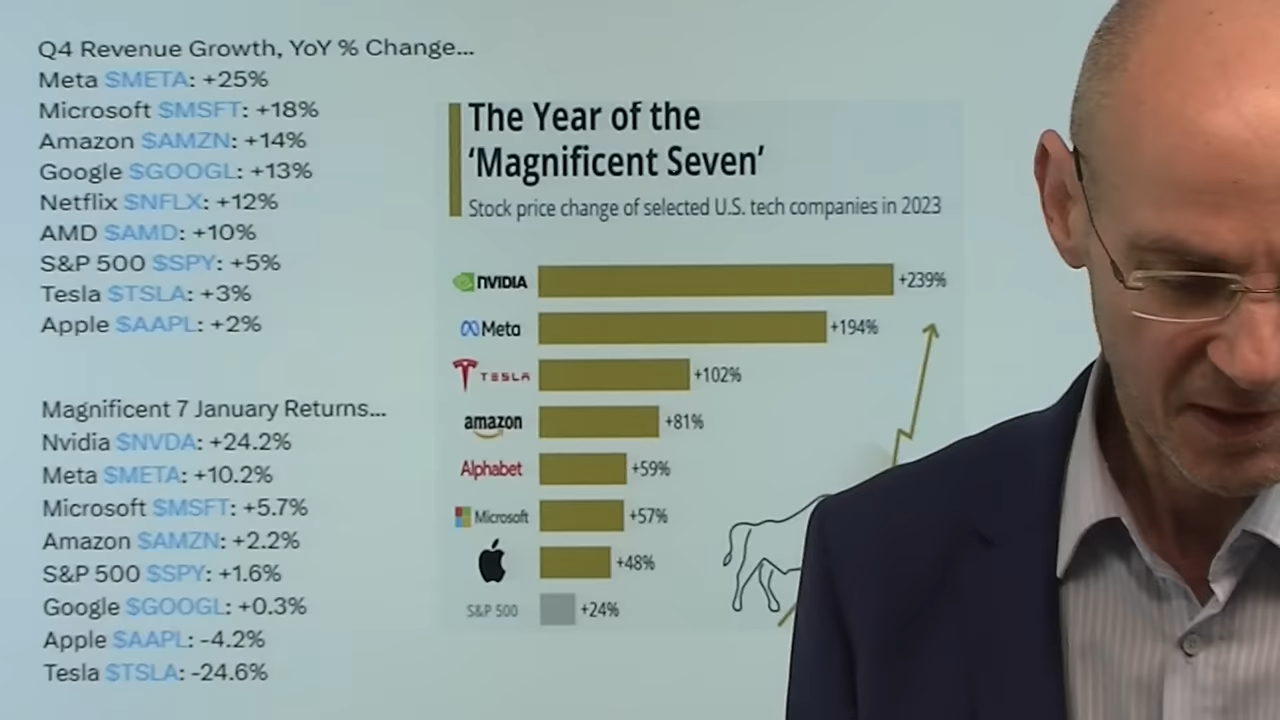 Q4 Revenue Growth, YoY % Change...
Meta $META: +25%
Microsoft $MSFT: +18%
Amazon $AMZN: +14%
Google $GOOGL: +13%
Netflix $NFLX: +12%
AMD $AMD: +10%
S&P 500 $SPY: +5%
Tesla $TSLA: +3%
Apple $AAPL: +2%
Magnificent 7 January Returns...
Nvidia $NVDA: +24.2%
Meta $META: +10.2%
Microsoft $MSFT: +5.7%
Amazon $AMZN: +2.2%
S&P 500 $SPY: +1.6%
Google $GOOGL: +0.3%
Apple $AAPL: -4.2%
Tesla $TSLA: -24.6%
The Year of the
‘Magnificent Seven’
Stock price change of selected U.S. tech companies in 2023
NVIDIA +239%
Meta +194%
TESLA +102%
amazon +81%
Alphabet +59%
Microsoft +57%
+48%
S&P 500 +24%